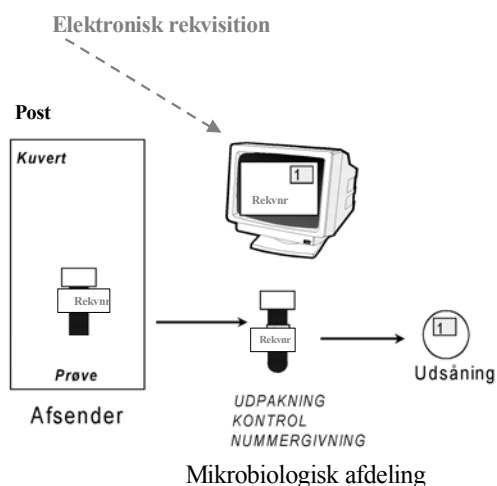 Elektronisk rekvisition
Post
Kuvert
1
Rekvnr
Rekvnr
Rekvnr
1
Prøve
Udsåning
Afsender
UDPAKNING
KONTROL
NUMMERGIVNING
Mikrobiologisk afdeling